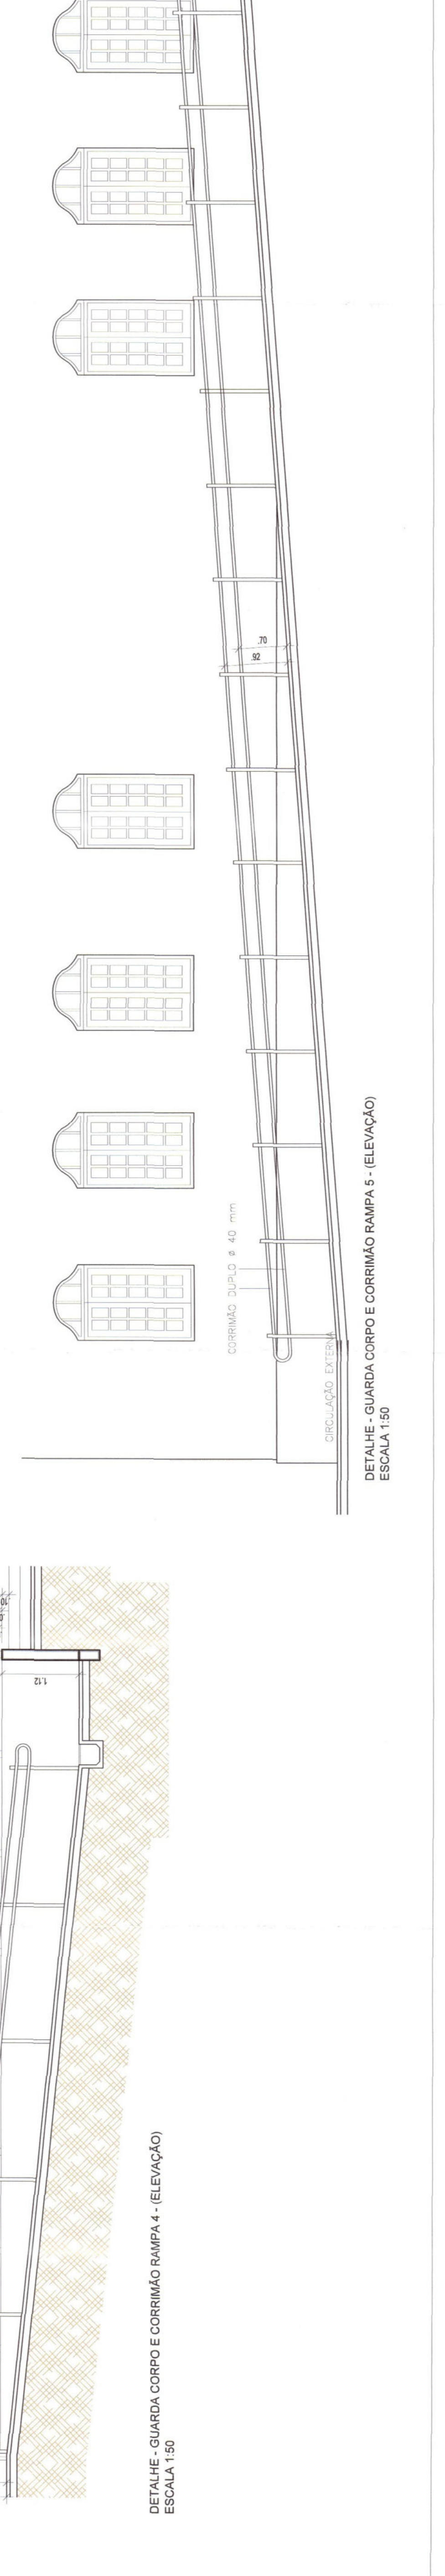 1.12
DETALHE - GUARDA CORPO E CORRIMÃO RAMPA 4 - (ELEVAÇÃO)
ESCALA 1:50
.70
.92
CORRIMÃO DUPLO ø 40 mm
CIRCULAÇÃO EXTERNA
DETALHE - GUARDA CORPO E CORRIMÃO RAMPA 5 - (ELEVAÇÃO)
ESCALA 1:50